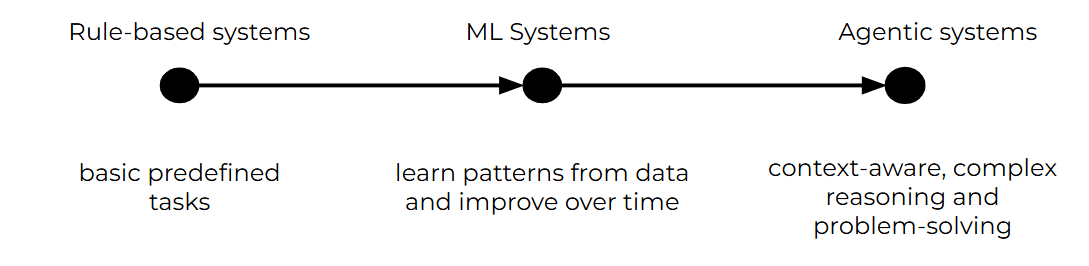 Rule-based systems
ML Systems
Agentic systems
basic predefined
tasks
learn patterns from data
and improve over time
context-aware, complex
reasoning and
problem-solving